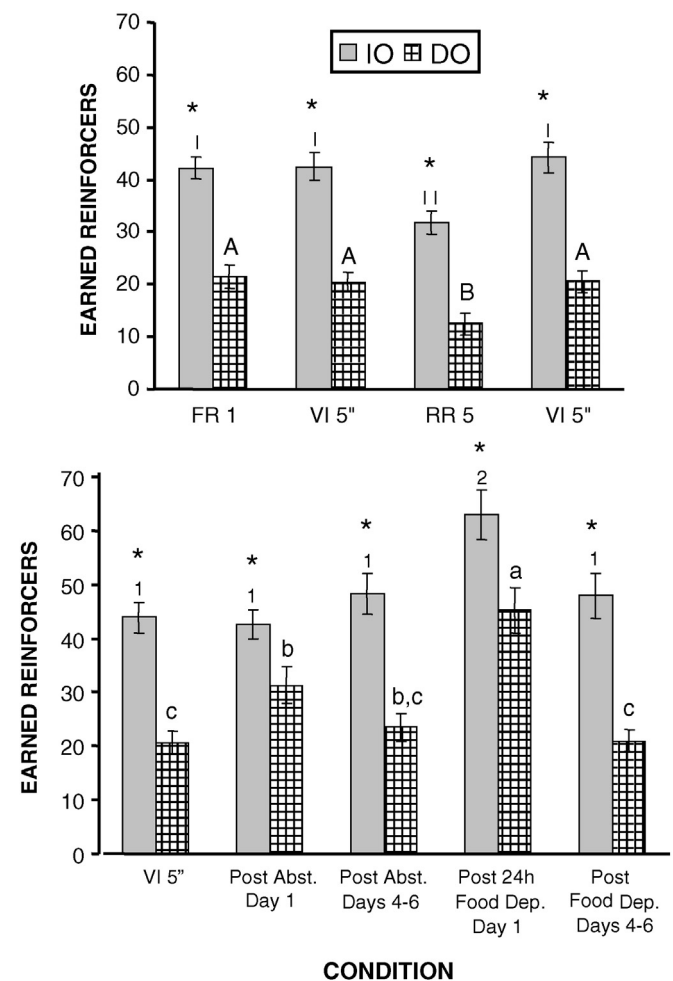 IO DO
EARNED REINFORCERS
70
60
50
40
30
20
10
0
* * * *
I I I I I
A A B A
FR 1 VI 5" RR 5 VI 5"
EARNED REINFORCERS
70
60
50
40
30
20
10
0
* * * * *
1 1 1 2 1
c b b,c a c
VI 5” Post Abst. Post Abst. Post 24h Post
Day 1 Days 4-6 Food Dep. Food Dep.
Day 1 Days 4-6
CONDITION